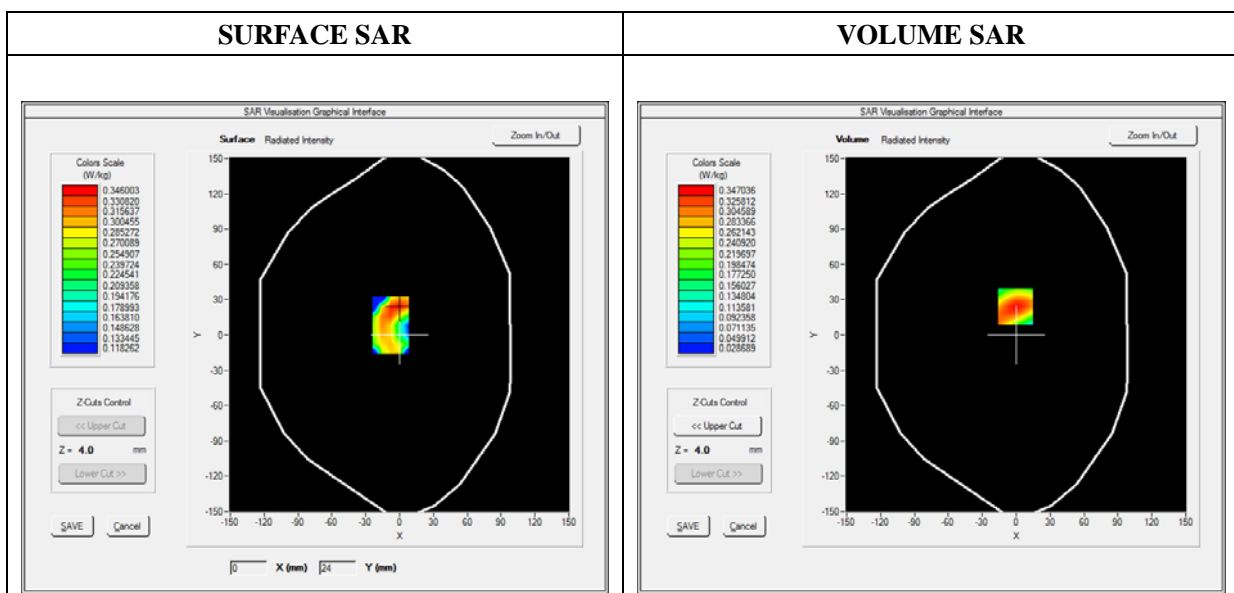 SURFACE SAR
VOLUME SAR
SAR Visualisation Graphical Interface
Surface Radiated Intensity
Zoom In/Out
Colors Scale
(W/kg)
0.346003
0.330820
0.315637
0.300455
0.285272
0.270089
0.254907
0.239724
0.224541
0.209358
0.194176
0.178993
0.163810
0.148628
0.133445
0.118262
Z-Cuts Control
<< Upper Cut
Z = 4.0 mm
Lower Cut >>
SAVE Cancel
150
120
90
60
30
0
-30
-60
-90
-120
-150
Y
-150 -120 -90 -60 -30 0 30 60 90 120 150
X
0 X (mm) 24 Y (mm)
SAR Visualisation Graphical Interface
Volume Radiated Intensity
Zoom In/Out
Colors Scale
(W/kg)
0.347036
0.325812
0.304589
0.283366
0.262143
0.240920
0.219697
0.198474
0.177250
0.156027
0.134804
0.113581
0.092358
0.071135
0.049912
0.028689
Z-Cuts Control
<< Upper Cut
Z = 4.0 mm
Lower Cut >>
SAVE Cancel
150
120
90
60
30
0
-30
-60
-90
-120
-150
Y
-150 -120 -90 -60 -30 0 30 60 90 120 150
X